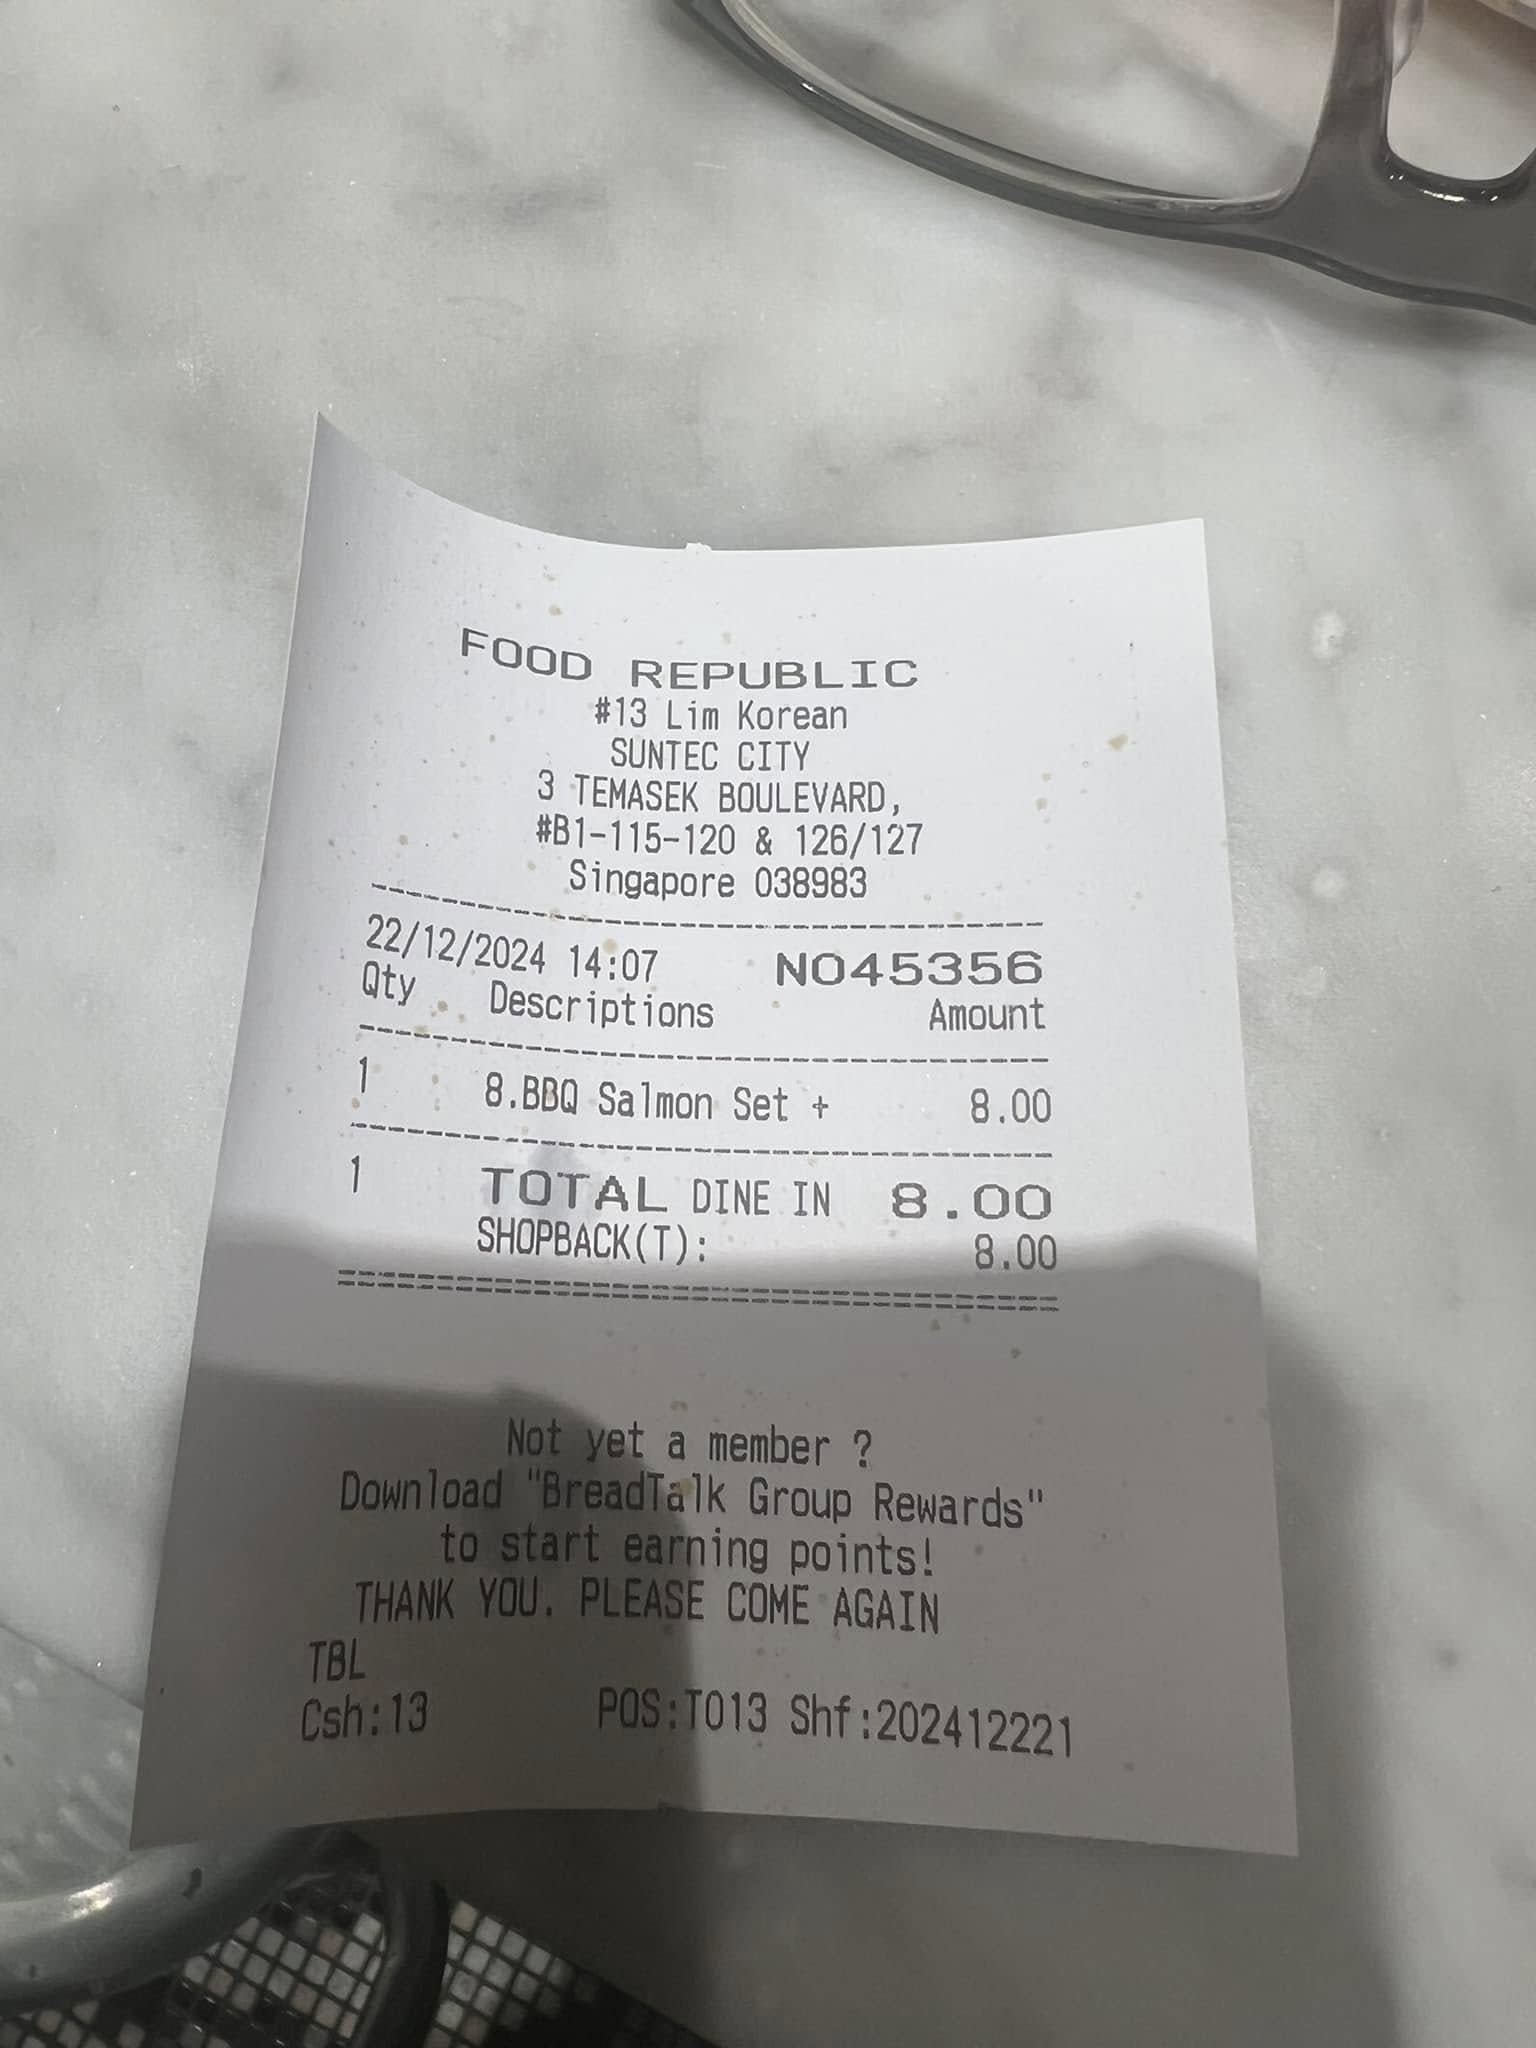 FOOD REPUBLIC
#13 Lim Korean
SUNTEC CITY
3 TEMASEK BOULEVARD,
#B1-115-120 & 126/127
Singapore 038983
22/12/2024 14:07 NO45356
Qty Descriptions Amount
1 8.BBQ Salmon Set + 8.00
1 TOTAL DINE IN 8.00
SHOPBACK(T): 8.00
Not yet a member ?
Download "BreadTalk Group Rewards"
to start earning points!
THANK YOU. PLEASE COME AGAIN
TBL
Csh:13 POS:T013 Shf:202412221